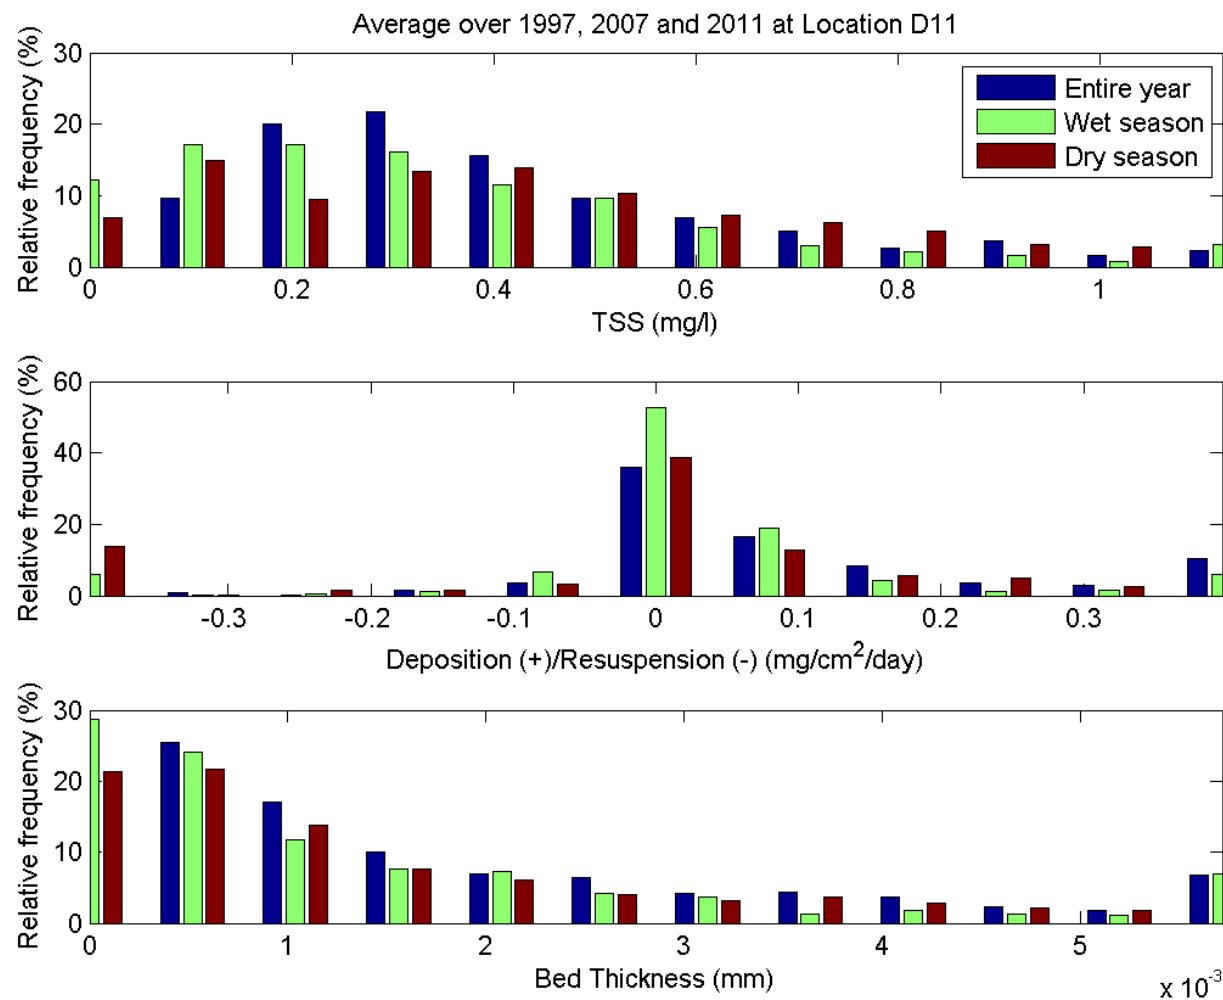 Average over 1997, 2007 and 2011 at Location D11
Relative frequency (%)
30
20
10
0
Entire year
Wet season
Dry season
0 0.2 0.4 0.6 0.8 1
TSS (mg/l)
Relative frequency (%)
60
40
20
0
-0.3 -0.2 -0.1 0 0.1 0.2 0.3
Deposition (+)/Resuspension (-) (mg/cm²/day)
Relative frequency (%)
30
20
10
0
0 1 2 3 4 5
Bed Thickness (mm)
x 10⁻³